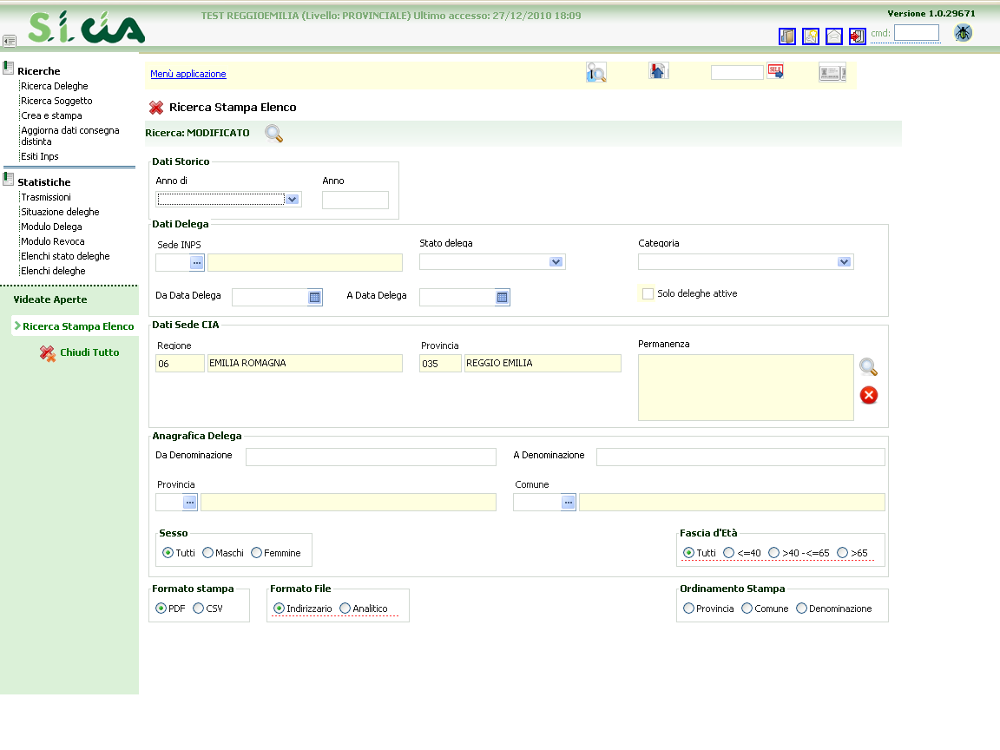 S.I. CIA
TEST REGGIOEMILIA (Livello: PROVINCIALE) Ultimo accesso: 27/12/2010 18:09
Versione 1.0.29671
cmd:
Ricerche
Ricerca Deleghe
Ricerca Soggetto
Crea e stampa
Aggiorna dati consegna
distinta
Esiti Inps
Statistiche
Trasmissioni
Situazione deleghe
Modulo Delega
Modulo Revoca
Elenchi stato deleghe
Elenchi deleghe
Videate Aperte
Ricerca Stampa Elenco
Chiudi Tutto
Menù applicazione
Ricerca Stampa Elenco
Ricerca: MODIFICATO
Dati Storico
Anno di Anno
Dati Delega
Sede INPS Stato delega Categoria
...
Da Data Delega A Data Delega Solo deleghe attive
Dati Sede CIA
Regione Provincia Permanenza
06 EMILIA ROMAGNA 035 REGGIO EMILIA
Anagrafica Delega
Da Denominazione A Denominazione
Provincia Comune
... ...
Sesso Fascia d'Età
Tutti Maschi Femmine Tutti <=40 >40 -<=65 >65
Formato stampa Formato File Ordinamento Stampa
PDF CSV Indirizzario Analitico Provincia Comune Denominazione